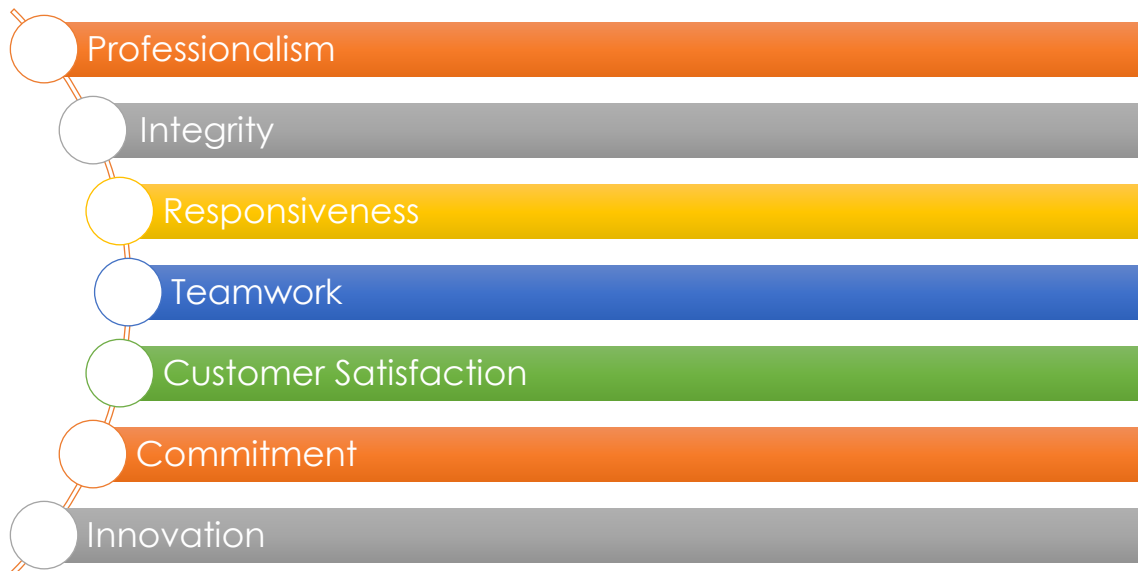 Professionalism
Integrity
Responsiveness
Teamwork
Customer Satisfaction
Commitment
Innovation